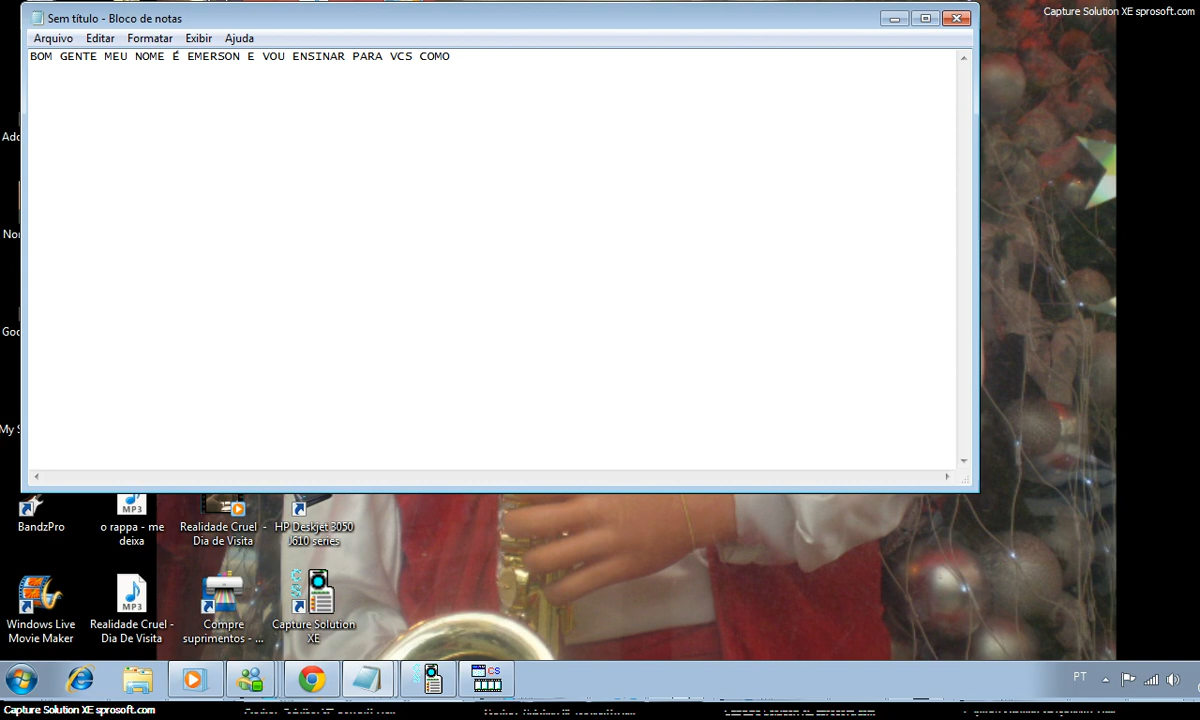 Capture Solution XE sprosoft.com
Sem título - Bloco de notas
Arquivo Editar Formatar Exibir Ajuda
BOM GENTE MEU NOME É EMERSON E VOU ENSINAR PARA VCS COMO
BandzPro
o rappa - me deixa
Realidade Cruel - Dia de Visita
HP Deskjet 3050 J610 series
MP3
Windows Live Movie Maker
Realidade Cruel - Dia De Visita
MP3
Compre suprimentos - ...
Capture Solution XE
CS
PT
Capture Solution XE sprosoft.com